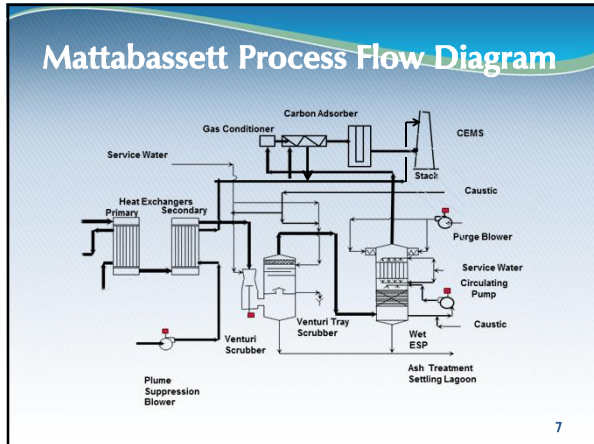 Mattabassett Process Flow Diagram
Carbon Adsorber
Gas Conditioner
CEMS
Service Water
Stack
Caustic
Heat Exchangers
Primary
Secondary
Purge Blower
Service Water
Circulating
Pump
Venturi Tray
Scrubber
Caustic
Venturi
Scrubber
Wet
ESP
Ash Treatment
Settling Lagoon
Plume
Suppression
Blower
7